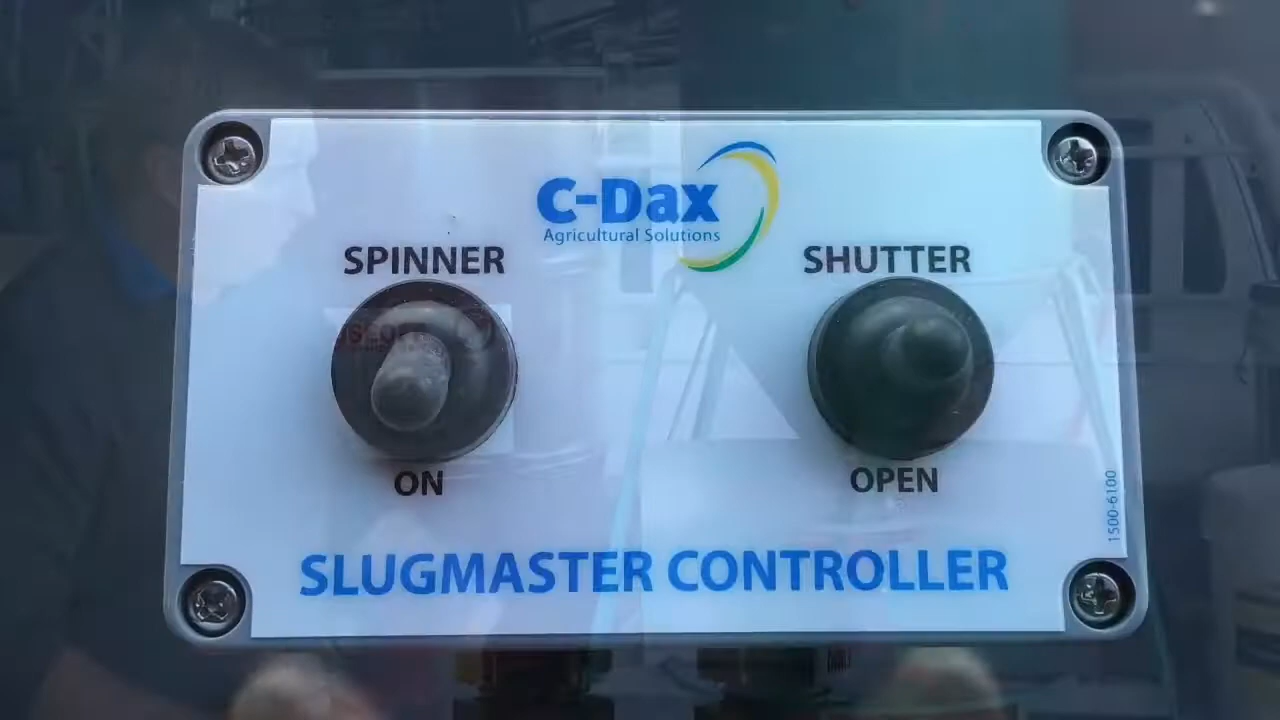 C-Dax
Agricultural Solutions
SPINNER
SHUTTER
ON
OPEN
1500-6100
SLUGMASTER CONTROLLER